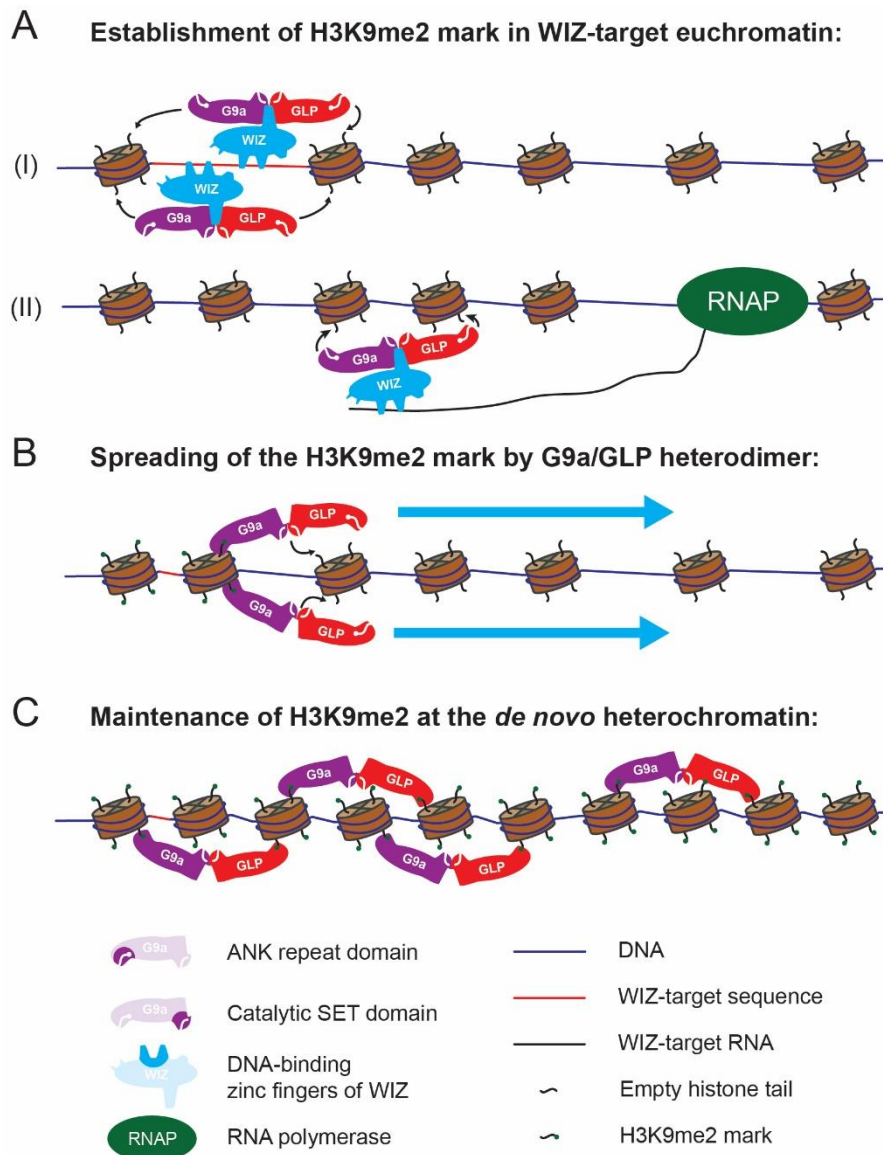 A Establishment of H3K9me2 mark in WIZ-target euchromatin:
G9a GLP
WIZ
(I)
WIZ
G9a GLP
(II)
RNAP
G9a GLP
WIZ
B Spreading of the H3K9me2 mark by G9a/GLP heterodimer:
G9a GLP
G9a GLP
C Maintenance of H3K9me2 at the de novo heterochromatin:
G9a GLP G9a GLP
G9a GLP G9a GLP
G9a ANK repeat domain
DNA
G9a Catalytic SET domain
WIZ-target sequence
WIZ DNA-binding
zinc fingers of WIZ
WIZ-target RNA
Empty histone tail
RNAP RNA polymerase
H3K9me2 mark